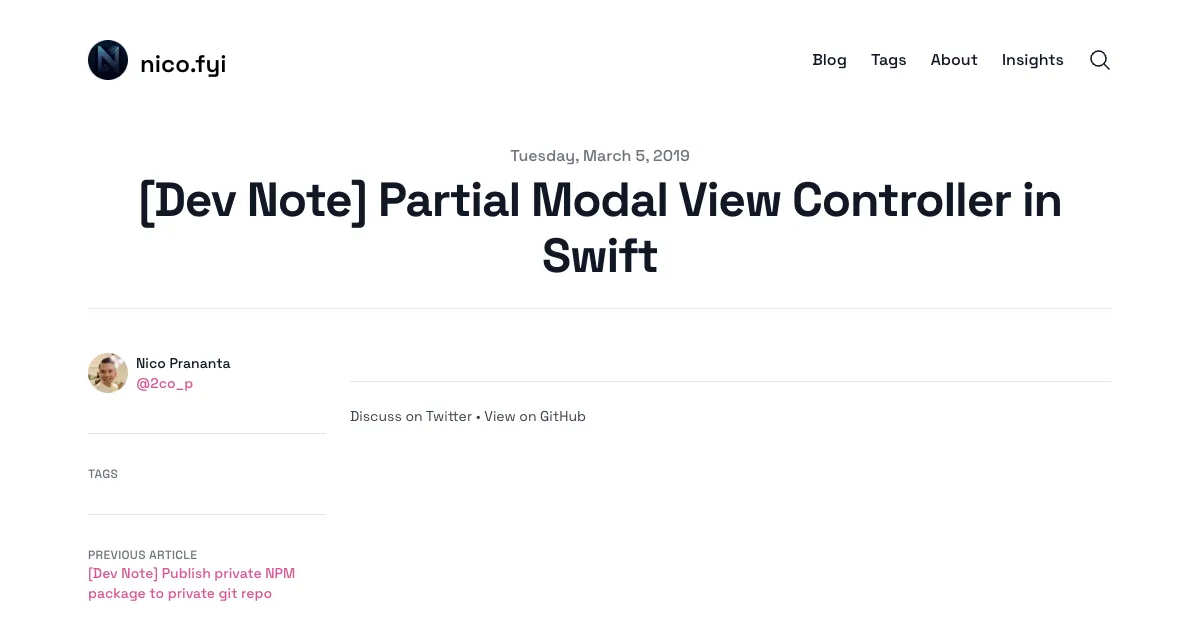 nico.fyi
Blog Tags About Insights
Tuesday, March 5, 2019
[Dev Note] Partial Modal View Controller in
Swift
Nico Prananta
@2co_p
Discuss on Twitter • View on GitHub
TAGS
PREVIOUS ARTICLE
[Dev Note] Publish private NPM
package to private git repo